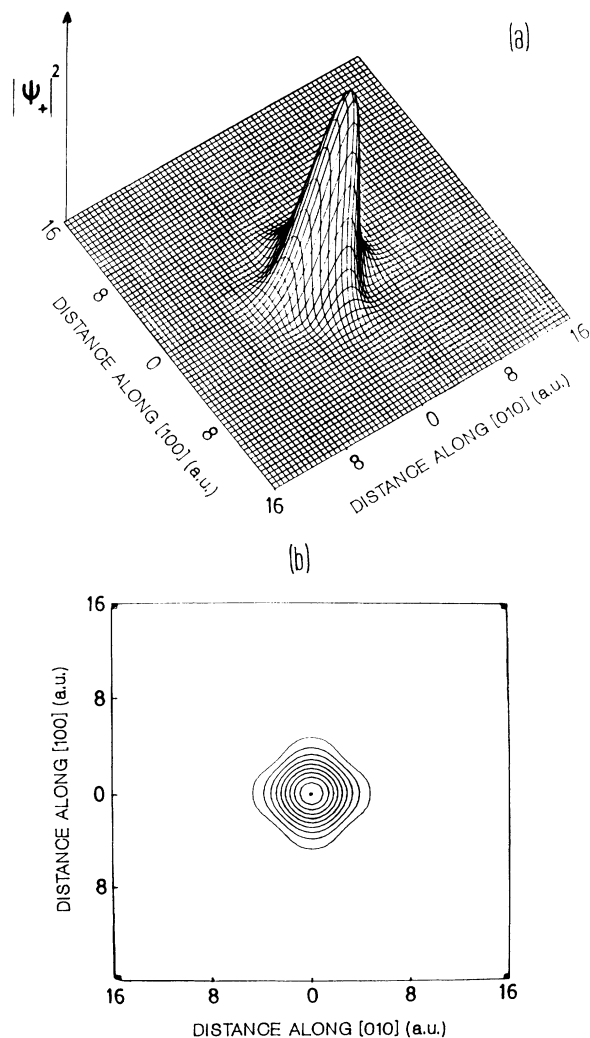 (a)
|Ψ₊|²
16
8
0
8
16
DISTANCE ALONG [100] (a.u.)
8
0
8
16
DISTANCE ALONG [010] (a.u.)
(b)
16
8
0
8
DISTANCE ALONG [100] (a.u.)
16 8 0 8 16
DISTANCE ALONG [010] (a.u.)